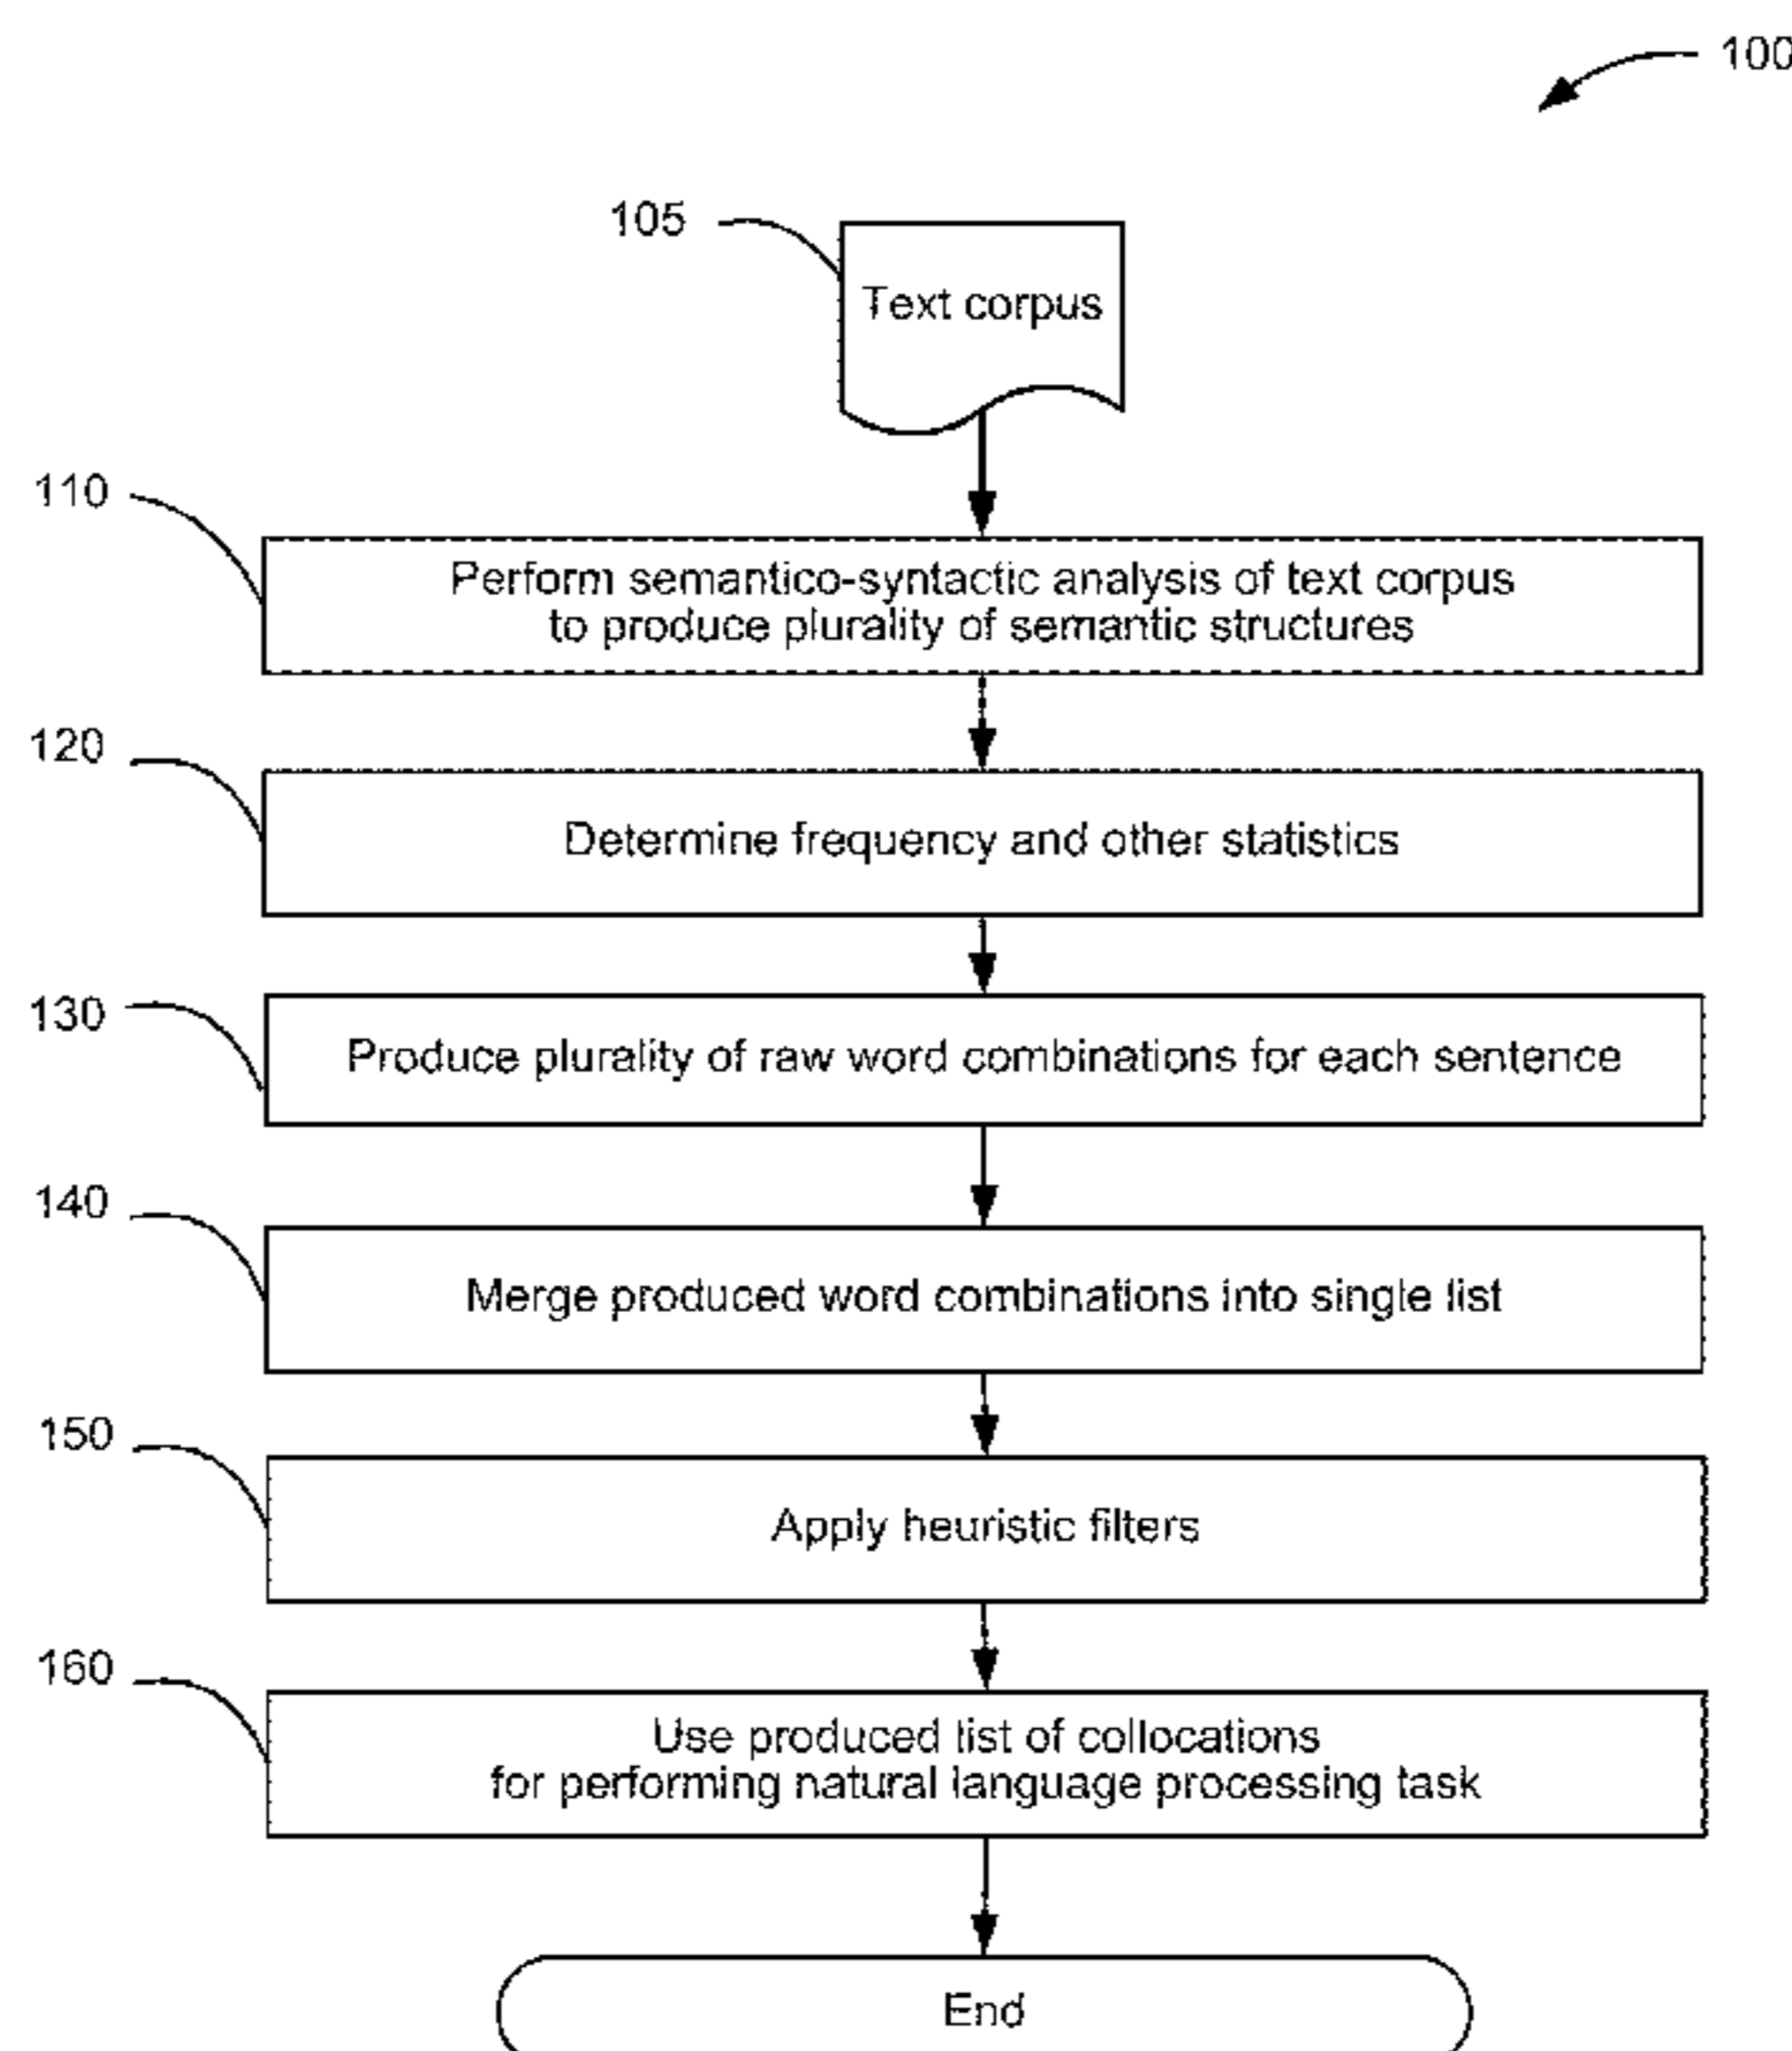 100
105
Text corpus
110
Perform semantico-syntactic analysis of text corpus
to produce plurality of semantic structures
120
Determine frequency and other statistics
130
Produce plurality of raw word combinations for each sentence
140
Merge produced word combinations into single list
150
Apply heuristic filters
160
Use produced list of collocations
for performing natural language processing task
End